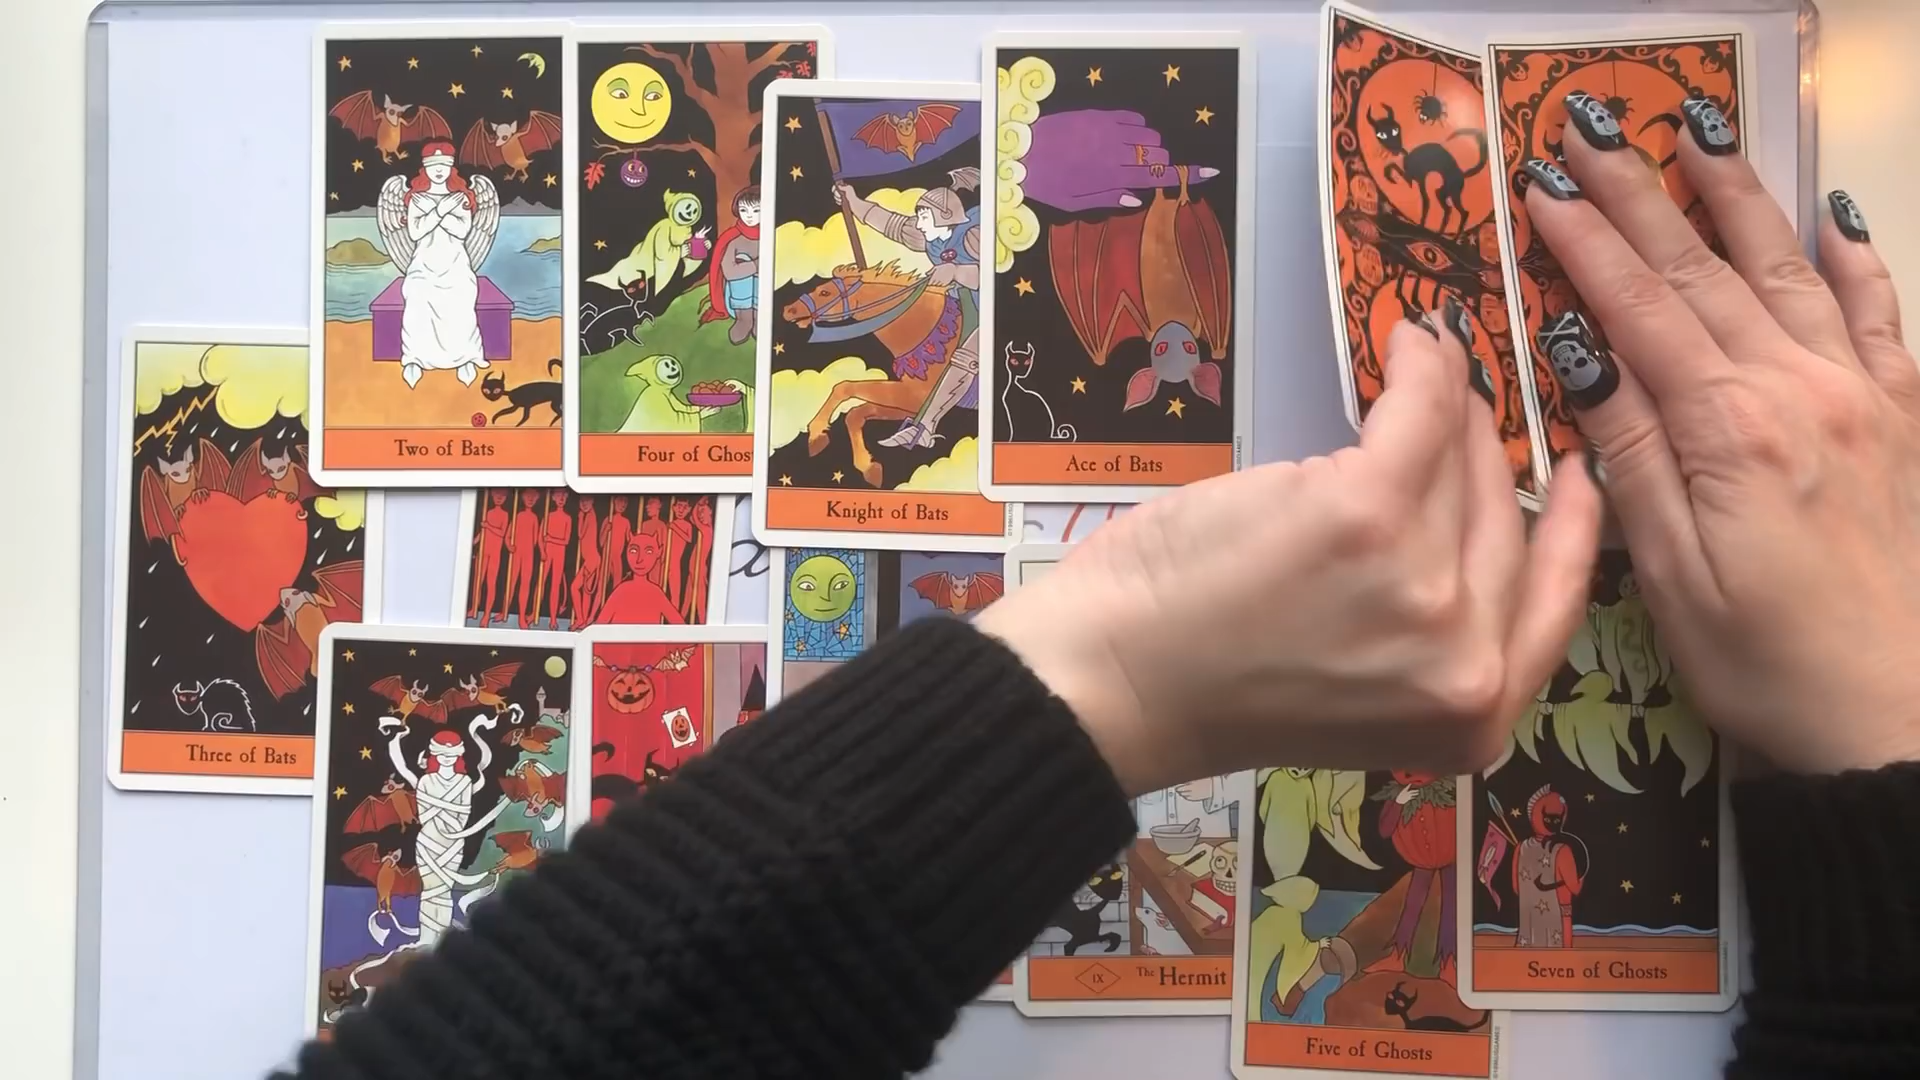 Two of Bats
Four of Ghos
Knight of Bats
Ace of Bats
Three of Bats
IX The Hermit
Seven of Ghosts
Five of Ghosts